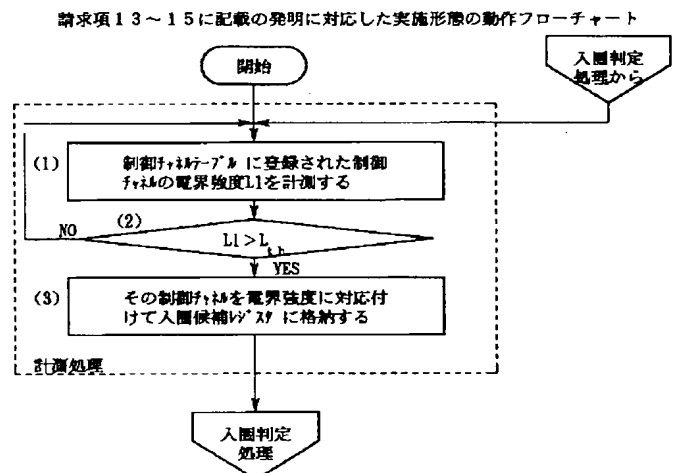 請求項13~15に記載の発明に対応した実施形態の動作フローチャート
開始
入圏判定
処理から
(1)
制御ﾁｬﾈﾙﾃｰﾌﾞﾙ に登録された制御
ﾁｬﾈﾙの電界強度L1を計測する
(2)
NO
L1>Lth
YES
(3)
その制御ﾁｬﾈﾙを電界強度に対応付
けて入圏候補ﾚｼﾞｽﾀ に格納する
計測処理
入圏判定
処理